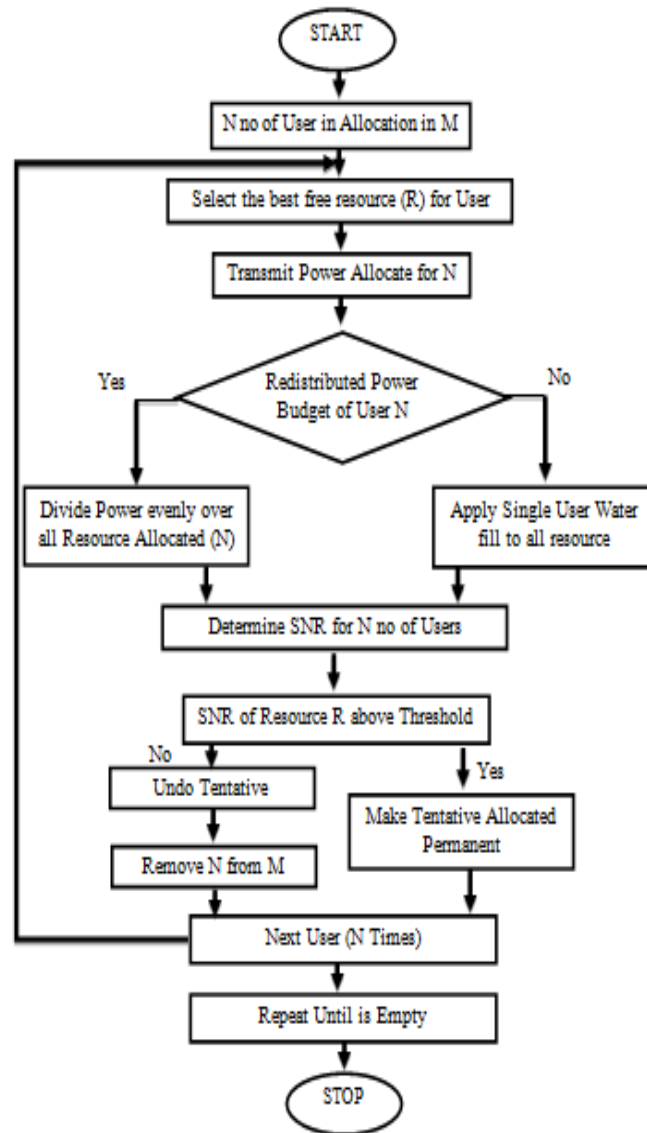 START
N no of User in Allocation in M
Select the best free resource (R) for User
Transmit Power Allocate for N
Redistributed Power
Budget of User N
Yes
No
Divide Power evenly over
all Resource Allocated (N)
Apply Single User Water
fill to all resource
Determine SNR for N no of Users
SNR of Resource R above Threshold
No
Yes
Undo Tentative
Remove N from M
Make Tentative Allocated
Permanent
Next User (N Times)
Repeat Until is Empty
STOP